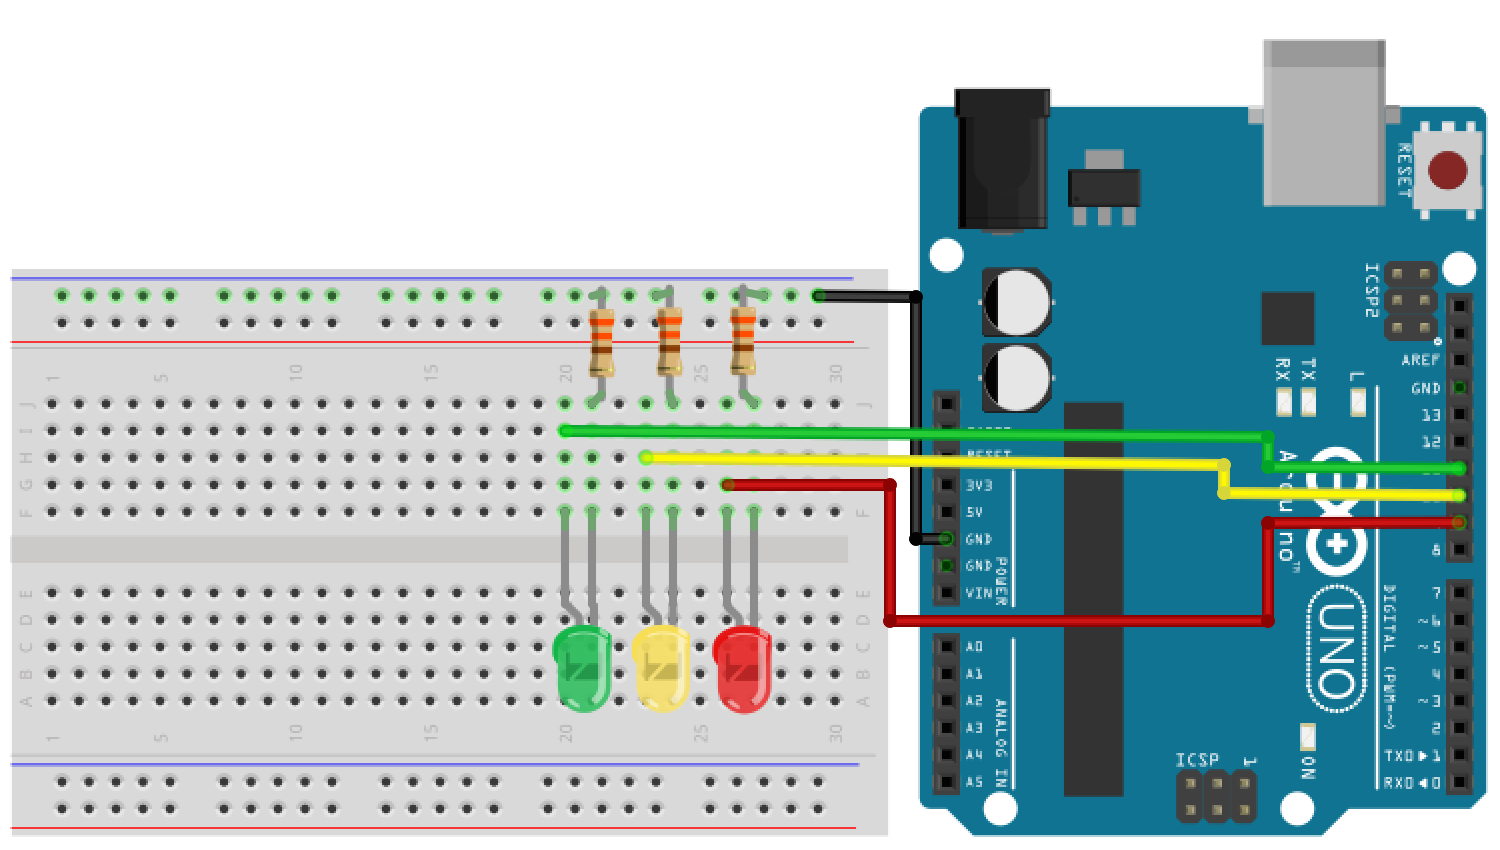 RESET
ICSP2
AREF
GND
13
12
8
RX
TX
L
RESET
3V3
5V
GND
GND
VIN
POWER
Arduino™
UNO
7
~6
~5
4
~3
2
TX0▶1
RX0◀0
DIGITAL (PWM=~)
A0
A1
A2
A3
A4
A5
ANALOG IN
ICSP
1
ON
1
5
10
15
20
25
30
J
I
H
G
F
J
F
E
D
C
B
A
E
D
C
B
A
1
5
10
15
20
25
30